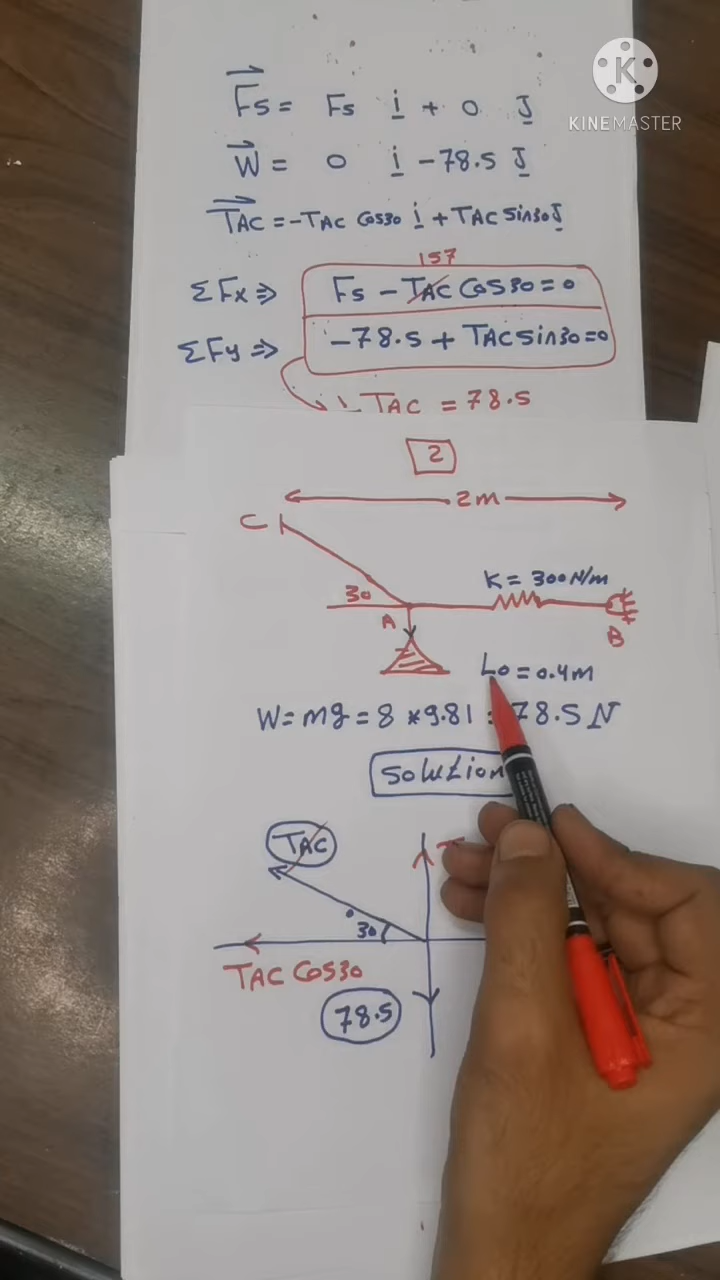 K
KINEMASTER
Fs = Fs i + 0 J
W = 0 i -78.5 J
TAC = -TAC Cos30 i + TAC Sin30 J
157
ΣFx ⇒ Fs - TAC Cos30 = 0
ΣFy ⇒ -78.5 + TAC Sin30 = 0
TAC = 78.5
2
2m
C
K = 300 N/m
30
A
B
Lo = 0.4m
W = mg = 8 * 9.81 = 78.5 N
Solution
TAC
30
TAC Cos30
78.5